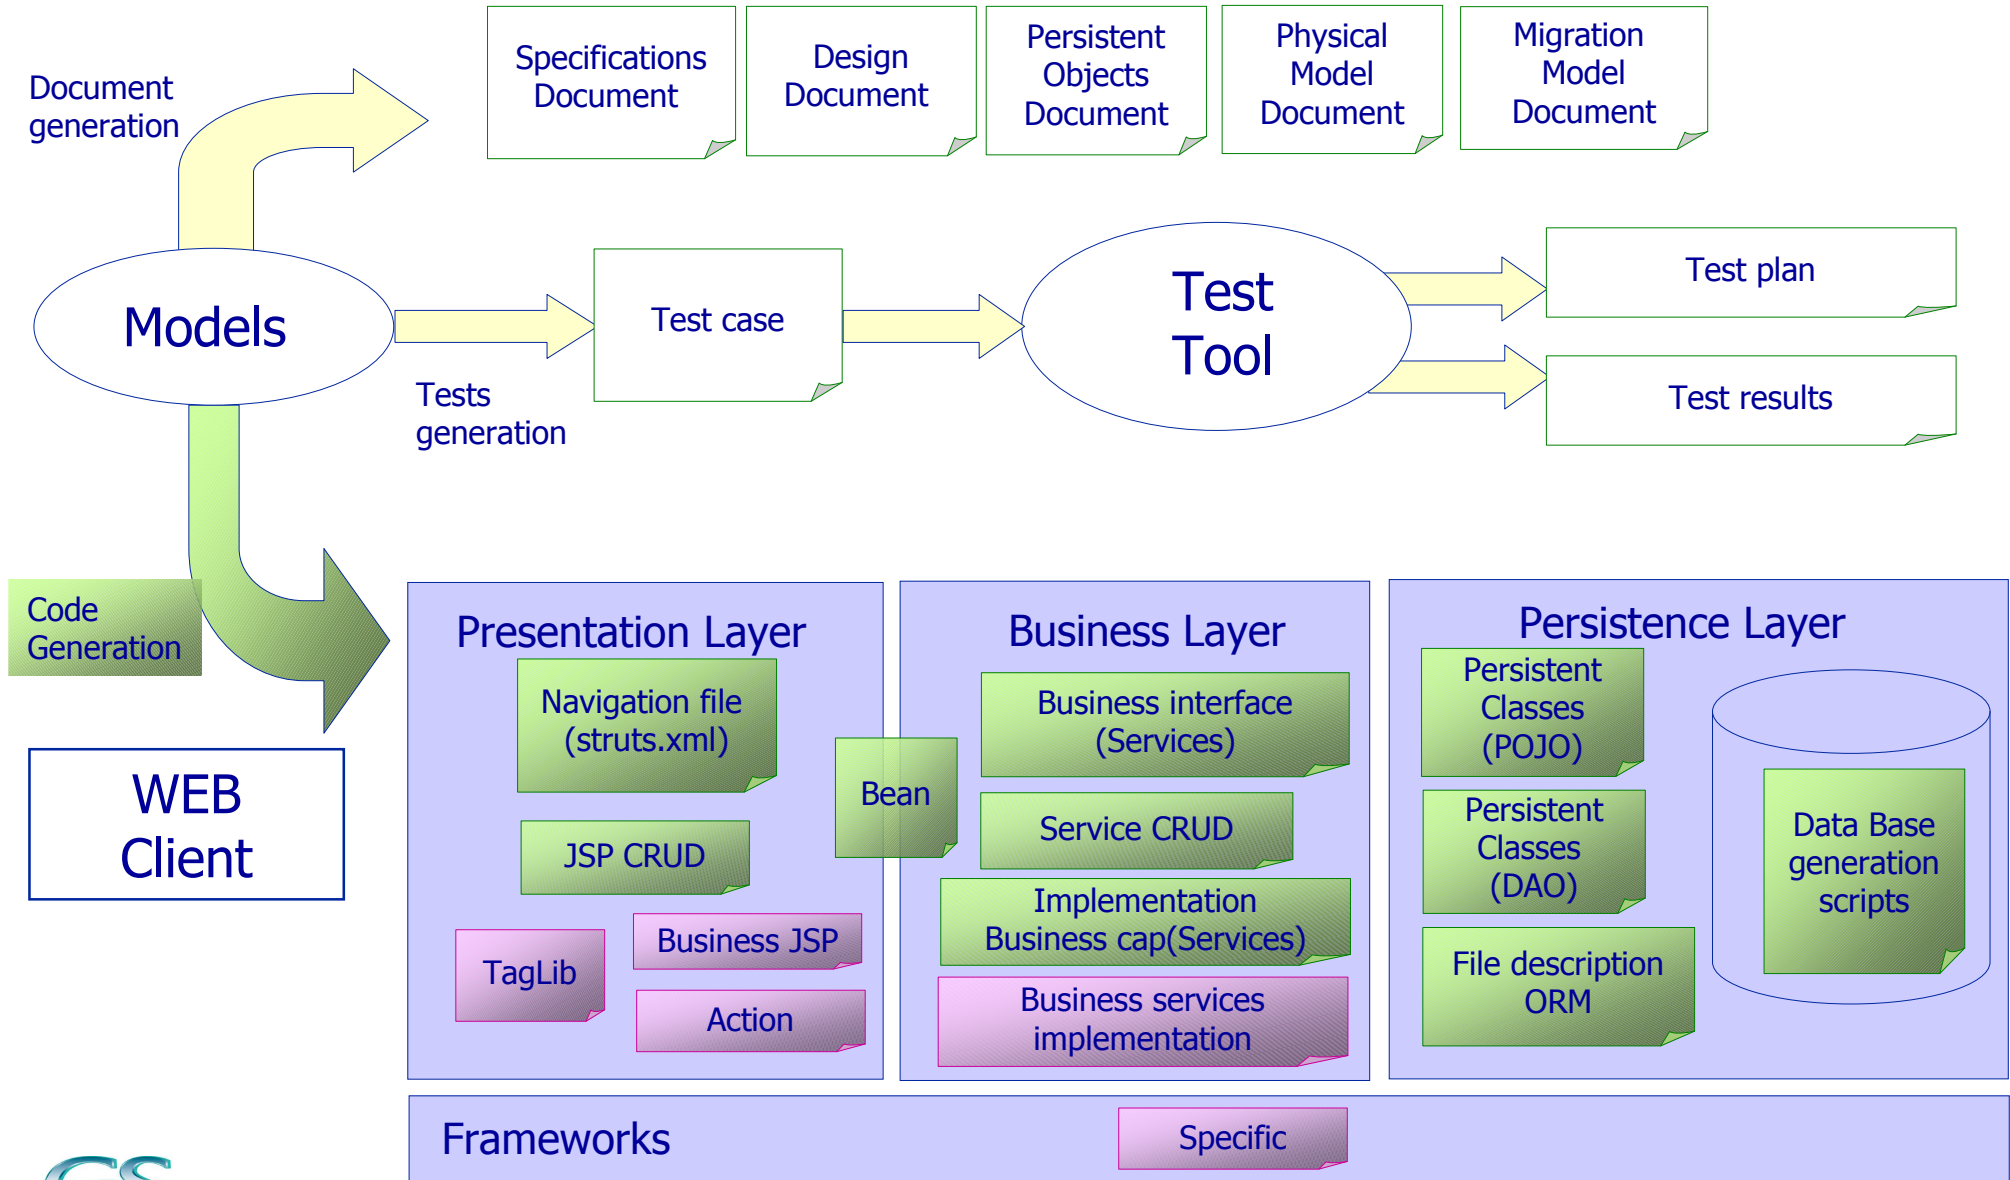 Document
generation
Specifications
Document
Design
Document
Persistent
Objects
Document
Physical
Model
Document
Migration
Model
Document
Models
Tests
generation
Test case
Test
Tool
Test plan
Test results
Code
Generation
WEB
Client
Presentation Layer
Navigation file
(struts.xml)
JSP CRUD
TagLib
Business JSP
Action
Bean
Business Layer
Business interface
(Services)
Service CRUD
Implementation
Business cap(Services)
Business services
implementation
Persistence Layer
Persistent
Classes
(POJO)
Persistent
Classes
(DAO)
File description
ORM
Data Base
generation
scripts
Frameworks
Specific